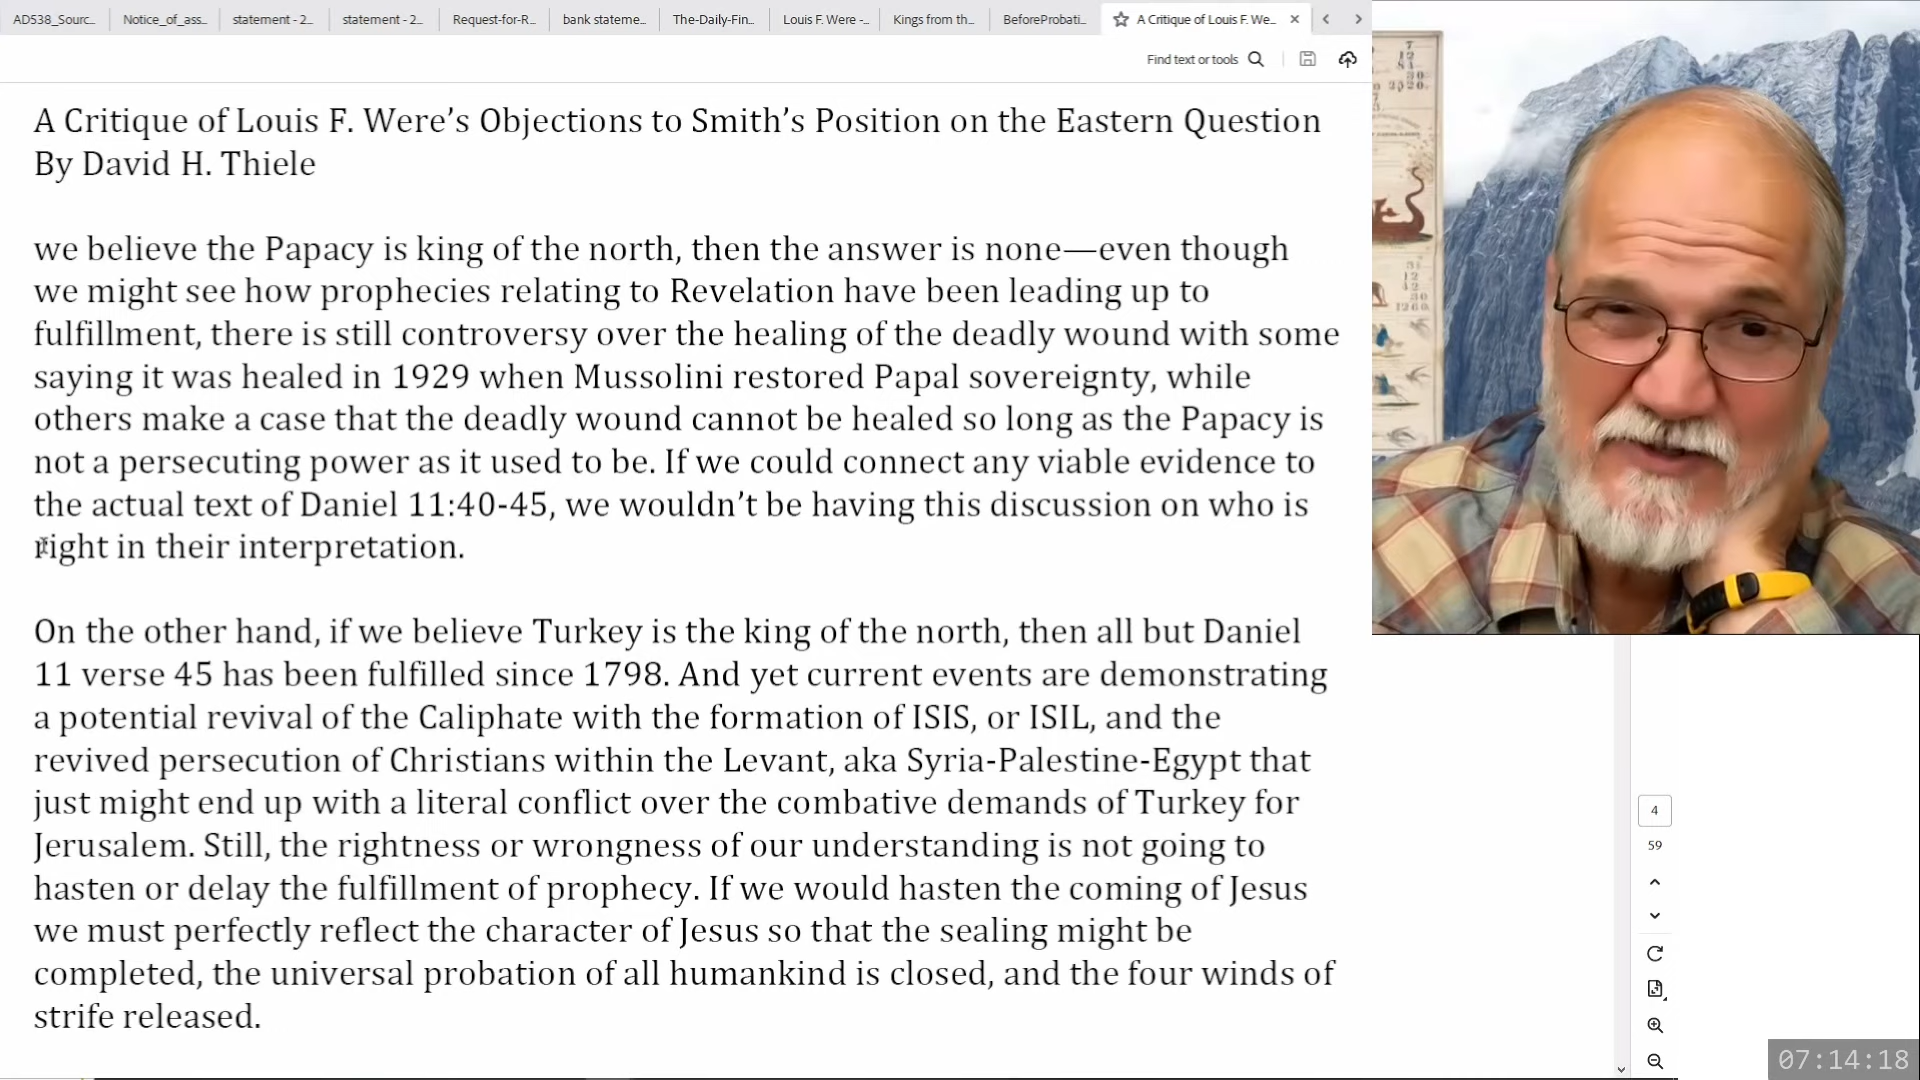 AD538_Sourc...
Notice_of_ass...
statement - 2...
statement - 2...
Request-for-R...
bank stateme...
The-Daily-Fin...
Louis F. Were -...
Kings from th...
BeforeProbati...
A Critique of Louis F. We...
Find text or tools
A Critique of Louis F. Were’s Objections to Smith’s Position on the Eastern Question
By David H. Thiele
we believe the Papacy is king of the north, then the answer is none—even though
we might see how prophecies relating to Revelation have been leading up to
fulfillment, there is still controversy over the healing of the deadly wound with some
saying it was healed in 1929 when Mussolini restored Papal sovereignty, while
others make a case that the deadly wound cannot be healed so long as the Papacy is
not a persecuting power as it used to be. If we could connect any viable evidence to
the actual text of Daniel 11:40-45, we wouldn’t be having this discussion on who is
right in their interpretation.
On the other hand, if we believe Turkey is the king of the north, then all but Daniel
11 verse 45 has been fulfilled since 1798. And yet current events are demonstrating
a potential revival of the Caliphate with the formation of ISIS, or ISIL, and the
revived persecution of Christians within the Levant, aka Syria-Palestine-Egypt that
just might end up with a literal conflict over the combative demands of Turkey for
Jerusalem. Still, the rightness or wrongness of our understanding is not going to
hasten or delay the fulfillment of prophecy. If we would hasten the coming of Jesus
we must perfectly reflect the character of Jesus so that the sealing might be
completed, the universal probation of all humankind is closed, and the four winds of
strife released.
4
59
07:14:18